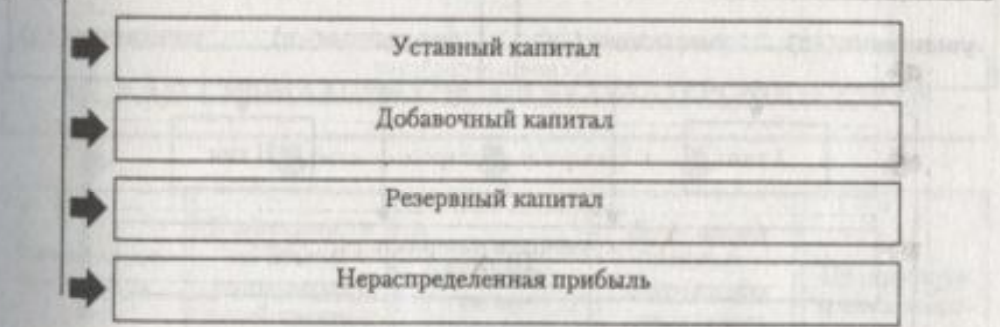 Уставный капитал
Добавочный капитал
Резервный капитал
Нераспределенная прибыль